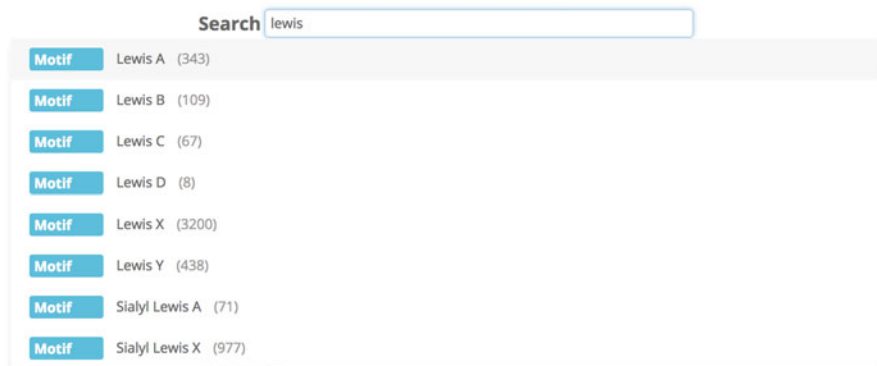 Search lewis
Motif Lewis A (343)
Motif Lewis B (109)
Motif Lewis C (67)
Motif Lewis D (8)
Motif Lewis X (3200)
Motif Lewis Y (438)
Motif Sialyl Lewis A (71)
Motif Sialyl Lewis X (977)